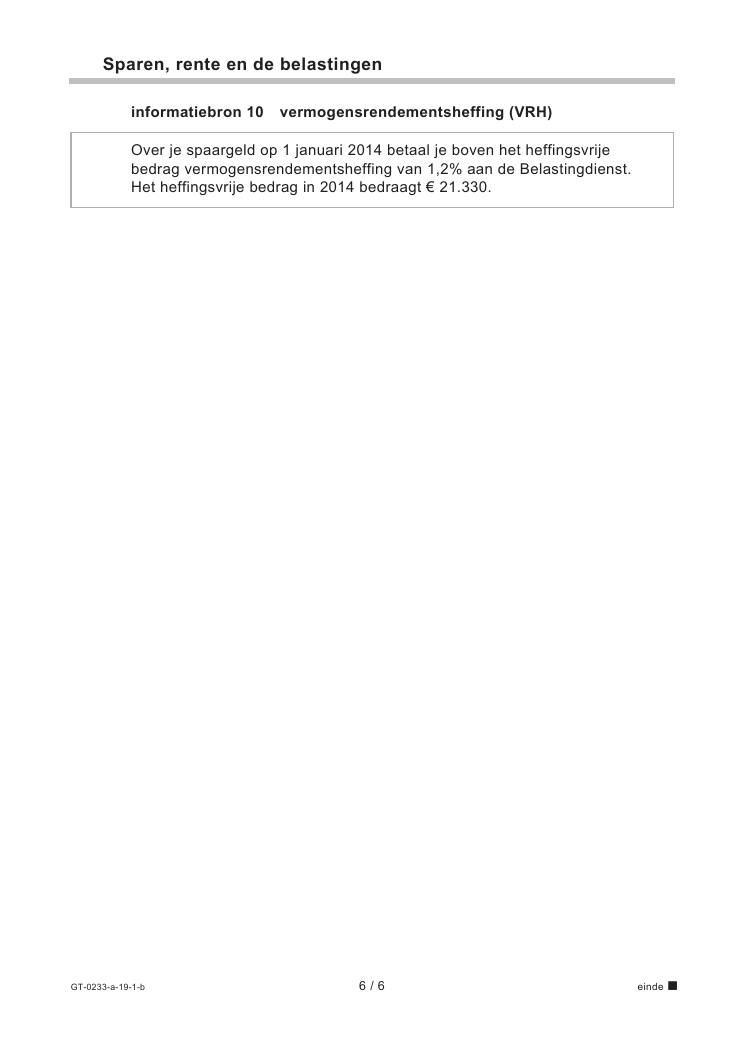 Sparen, rente en de belastingen
informatiebron 10 vermogensrendementsheffing (VRH)
Over je spaargeld op 1 januari 2014 betaal je boven het heffingsvrije
bedrag vermogensrendementsheffing van 1,2% aan de Belastingdienst.
Het heffingsvrije bedrag in 2014 bedraagt € 21.330.
GT-0233-a-19-1-b
6 / 6
einde